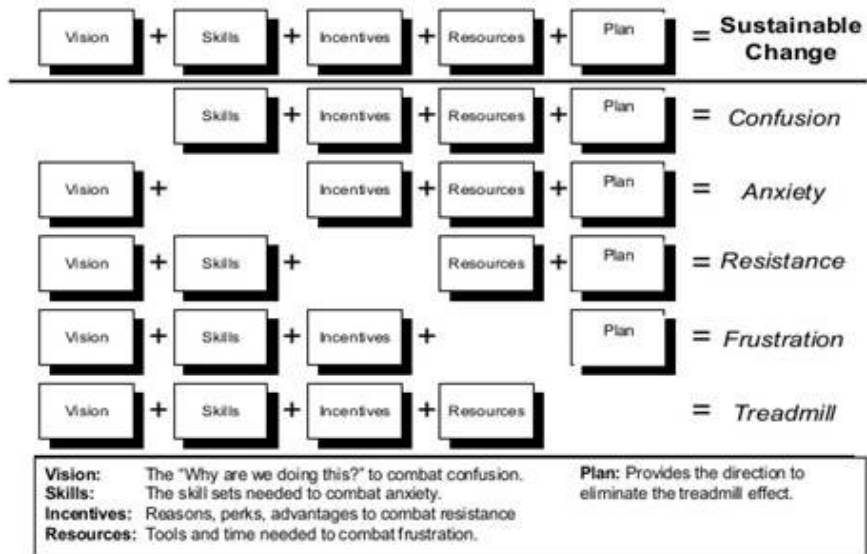 Vision + Skills + Incentives + Resources + Plan = Sustainable
Change
Skills + Incentives + Resources + Plan = Confusion
Vision + Incentives + Resources + Plan = Anxiety
Vision + Skills + Resources + Plan = Resistance
Vision + Skills + Incentives + Plan = Frustration
Vision + Skills + Incentives + Resources = Treadmill
Vision: The "Why are we doing this?" to combat confusion.
Skills: The skill sets needed to combat anxiety.
Incentives: Reasons, perks, advantages to combat resistance
Resources: Tools and time needed to combat frustration.
Plan: Provides the direction to
eliminate the treadmill effect.